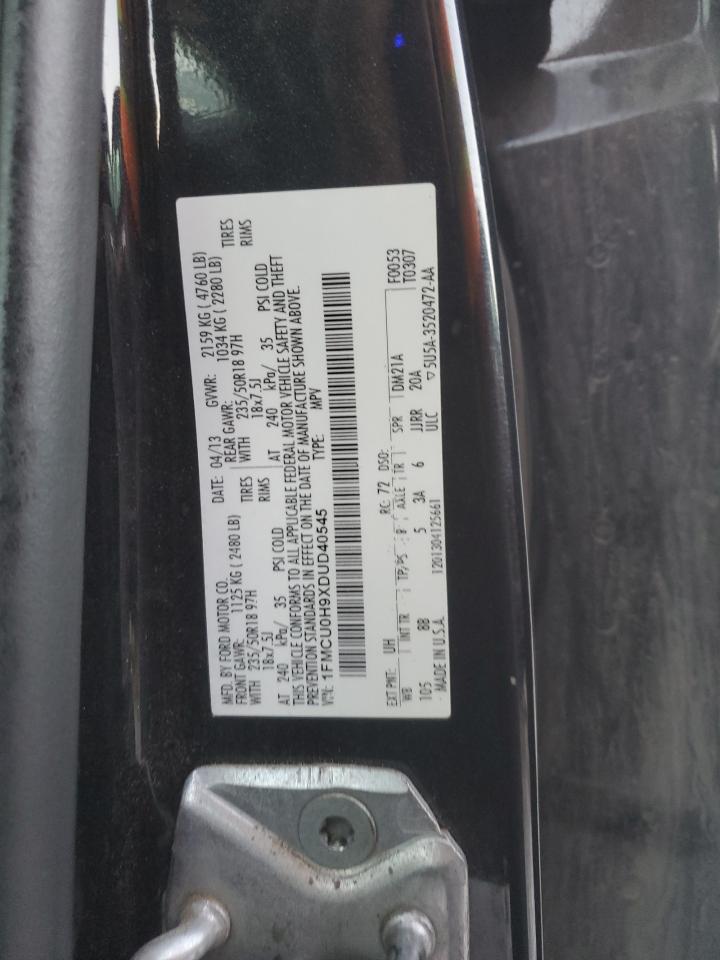 MFD. BY FORD MOTOR CO. DATE: 04/13 GVWR: 2159 KG ( 4760 LB)
FRONT GAWR: 1125 KG ( 2480 LB) REAR GAWR: 1034 KG ( 2280 LB)
WITH 235/50R18 97H TIRES WITH 235/50R18 97H TIRES
18x7.5J RIMS 18x7.5J RIMS
AT 240 kPa/ 35 PSI COLD AT 240 kPa/ 35 PSI COLD
THIS VEHICLE CONFORMS TO ALL APPLICABLE FEDERAL MOTOR VEHICLE SAFETY AND THEFT
PREVENTION STANDARDS IN EFFECT ON THE DATE OF MANUFACTURE SHOWN ABOVE.
VIN: 1FMCU0H9XDUD40545 TYPE: MPV
F0053
T0307
EXT PNT: UH RC: 72 DSO:
WB INT TR TP/PS R AXLE TR SPR DM21A
105 8B 5 3A 6 JJRR 20A
MADE IN U.S.A. 1201304125661 ULC ▽5U5A-3520472-AA